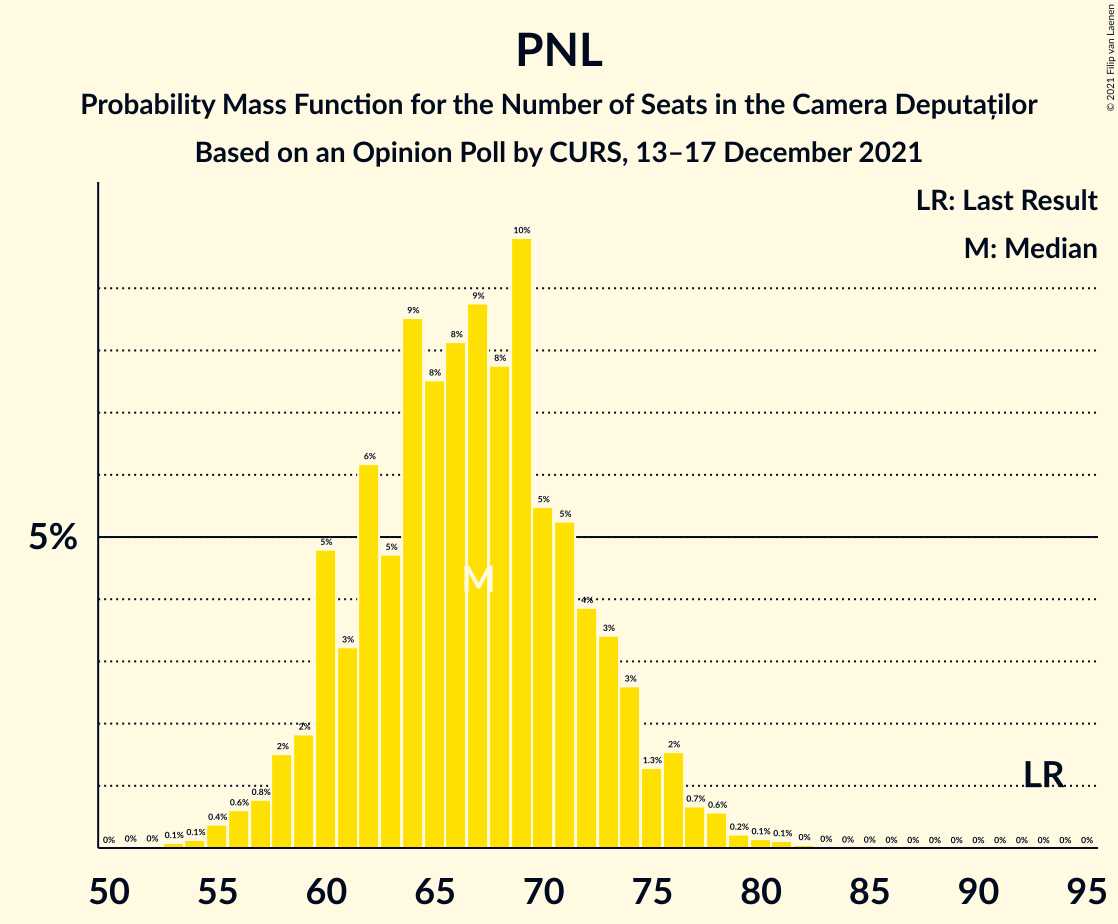 PNL
Probability Mass Function for the Number of Seats in the Camera Deputaților
Based on an Opinion Poll by CURS, 13–17 December 2021
© 2021 Filip van Laenen
LR: Last Result
M: Median
5%
0% 0% 0% 0.1% 0.1% 0.4% 0.6% 0.8% 2% 2% 5% 3% 6% 5% 9% 8% 8% 9% 8% 10% 5% 5% 4% 3% 3% 1.3% 2% 0.7% 0.6% 0.2% 0.1% 0.1% 0% 0% 0% 0% 0% 0% 0% 0% 0% 0% 0% 0% 0% 0%
M
LR
50 55 60 65 70 75 80 85 90 95